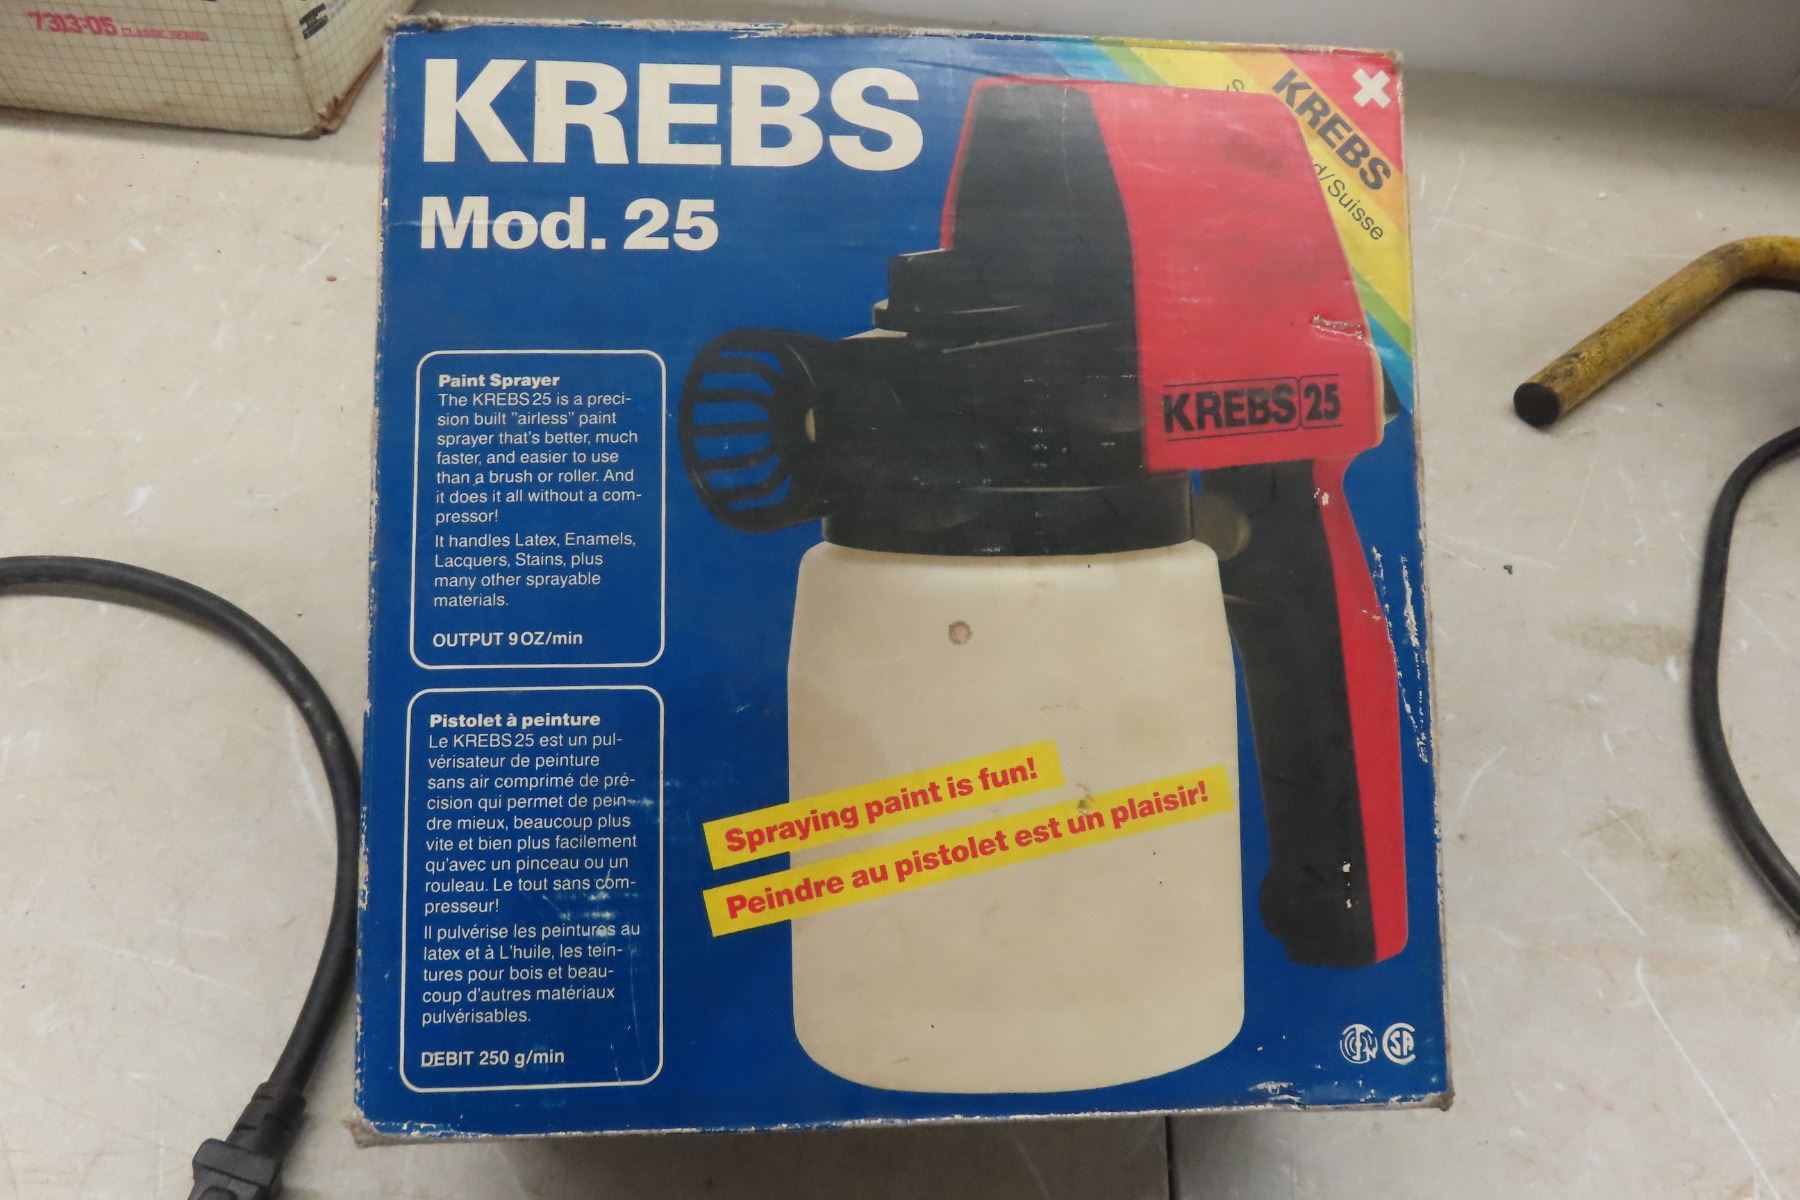 7313-05 CLASSIC SERIES
KREBS
Mod. 25
KREBS
d/Suisse
KREBS 25
Paint Sprayer
The KREBS 25 is a preci-
sion built "airless" paint
sprayer that's better, much
faster, and easier to use
than a brush or roller. And
it does it all without a com-
pressor!
It handles Latex, Enamels,
Lacquers, Stains, plus
many other sprayable
materials.
OUTPUT 9 OZ/min
Pistolet à peinture
Le KREBS 25 est un pul-
vérisateur de peinture
sans air comprimé de pré-
cision qui permet de pein-
dre mieux, beaucoup plus
vite et bien plus facilement
qu'avec un pinceau ou un
rouleau. Le tout sans com-
presseur!
Il pulvérise les peintures au
latex et à L'huile, les tein-
tures pour bois et beau-
coup d'autres matériaux
pulvérisables.
DEBIT 250 g/min
Spraying paint is fun!
Peindre au pistolet est un plaisir!
SA